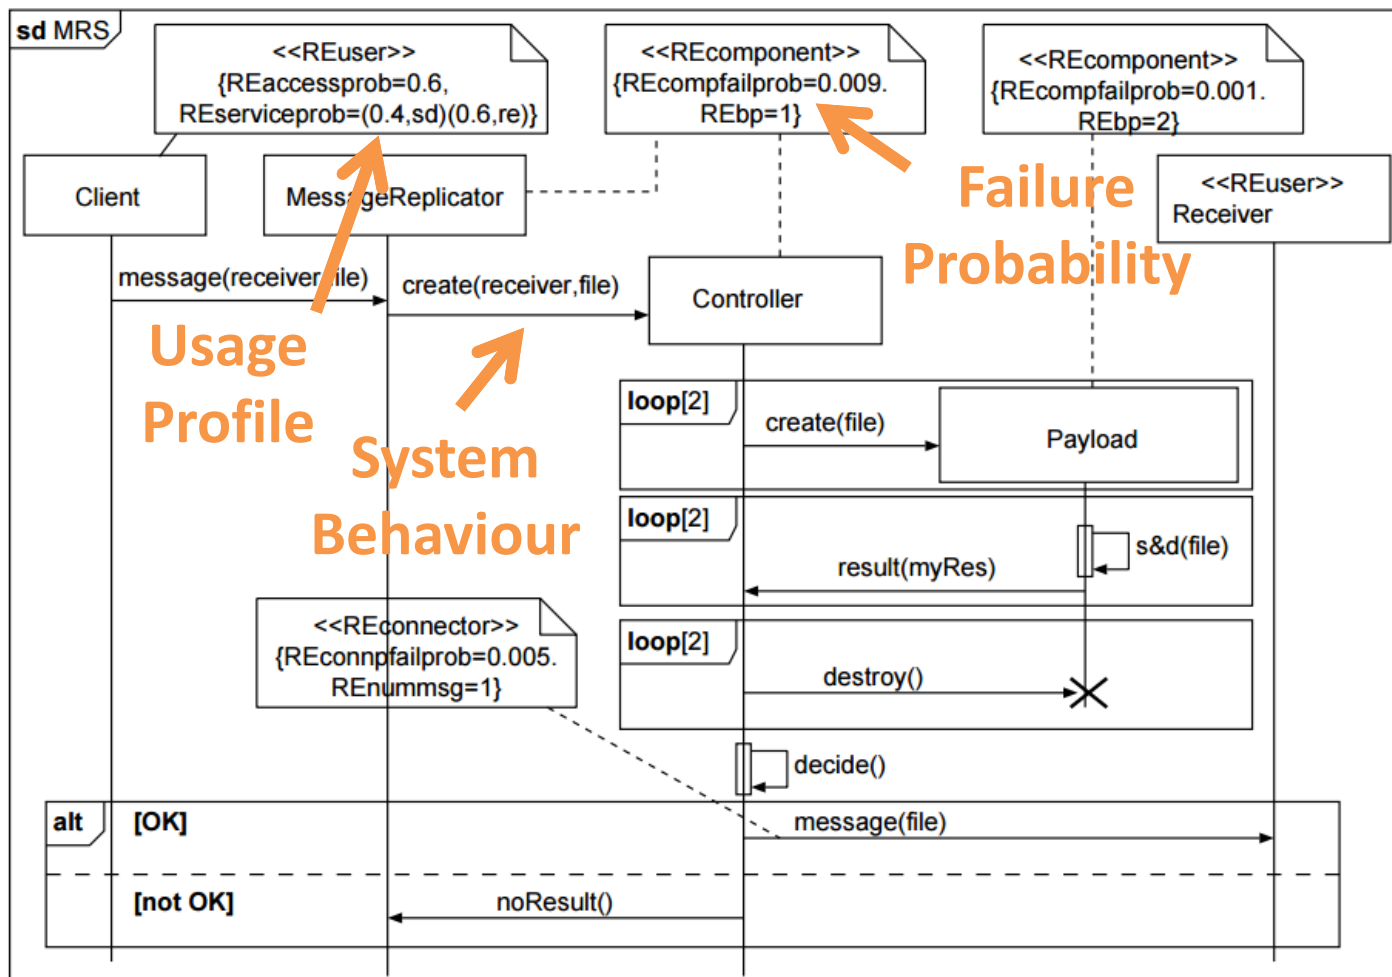 sd MRS
<<REuser>>
{REaccessprob=0.6,
REserviceprob=(0.4,sd)(0.6,re)}
<<REcomponent>>
{REcompfailprob=0.009.
REbp=1}
<<REcomponent>>
{REcompfailprob=0.001.
REbp=2}
Client
MessageReplicator
<<REuser>>
Receiver
Failure
Probability
message(receiver,file)
create(receiver,file)
Controller
Usage
Profile
System
Behaviour
loop[2]
create(file)
Payload
loop[2]
s&d(file)
result(myRes)
<<REconnector>>
{REconnpfailprob=0.005.
REnummsg=1}
loop[2]
destroy()
decide()
alt
[OK]
message(file)
[not OK]
noResult()